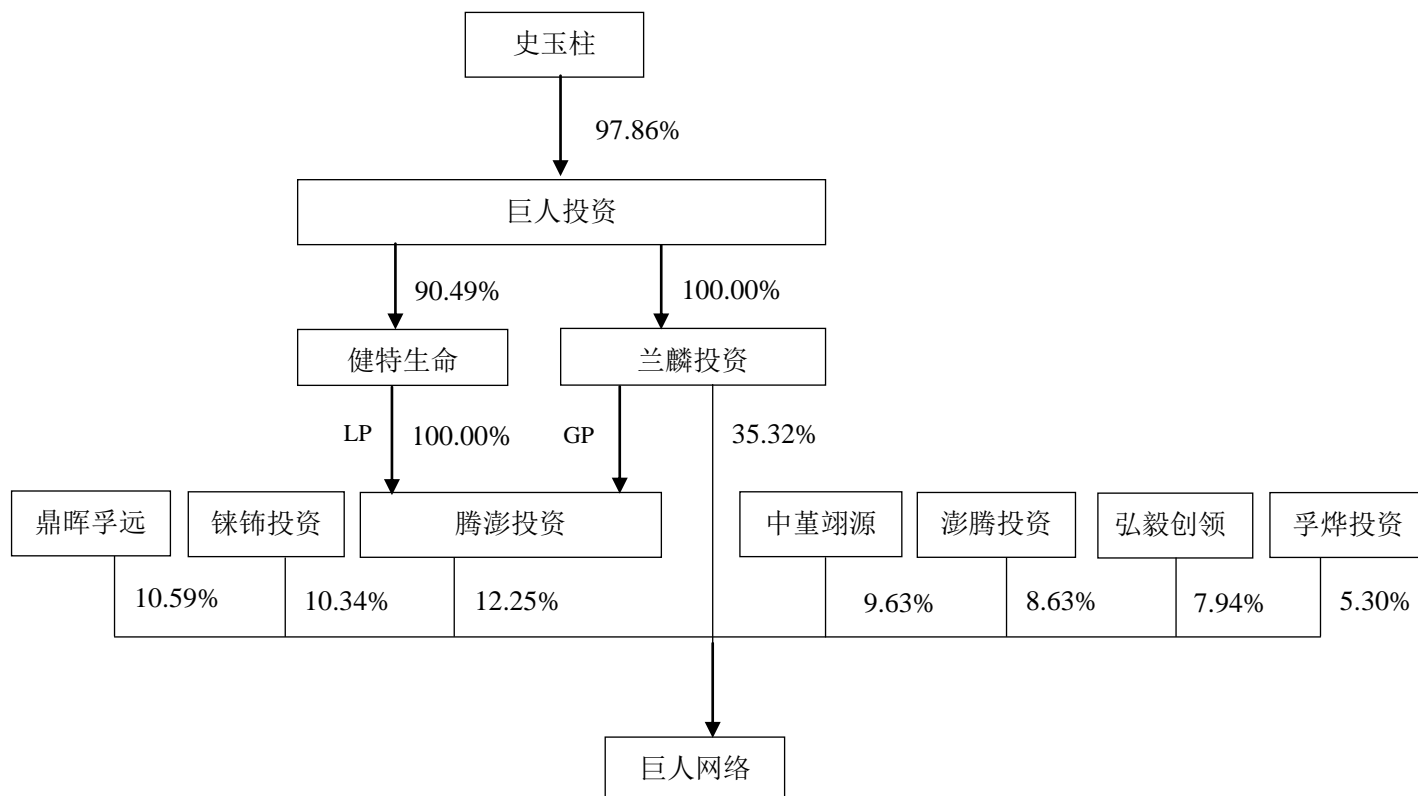 史玉柱
97.86%
巨人投资
90.49%
100.00%
健特生命
兰麟投资
LP
100.00%
GP
35.32%
鼎晖孚远
铼钸投资
腾澎投资
中堇翊源
澎腾投资
弘毅创领
孚烨投资
10.59%
10.34%
12.25%
9.63%
8.63%
7.94%
5.30%
巨人网络